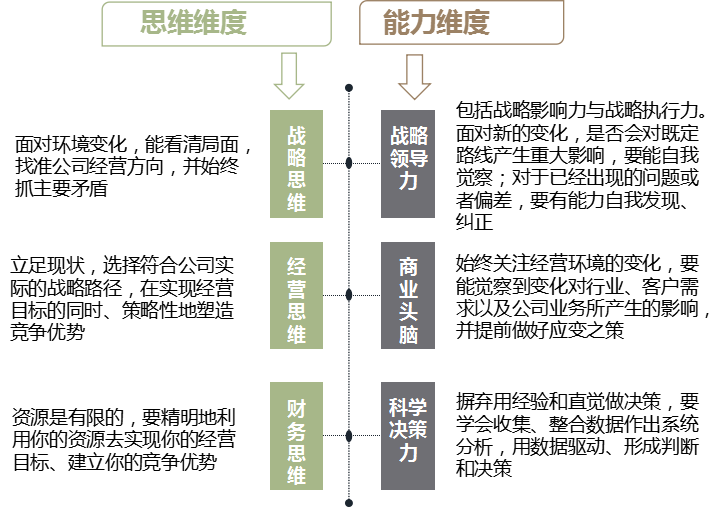 思维维度
能力维度
面对环境变化，能看清局面，
找准公司经营方向，并始终
抓主要矛盾
战
略
思
维
战略
领导
力
包括战略影响力与战略执行力。
面对新的变化，是否会对既定
路线产生重大影响，要能自我
觉察；对于已经出现的问题或
者偏差，要有能力自我发现、
纠正
立足现状，选择符合公司实
际的战略路径，在实现经营
目标的同时、策略性地塑造
竞争优势
经
营
思
维
商
业
头
脑
始终关注经营环境的变化，要
能觉察到变化对行业、客户需
求以及公司业务所产生的影响，
并提前做好应变之策
资源是有限的，要精明地利
用你的资源去实现你的经营
目标、建立你的竞争优势
财
务
思
维
科学
决策
力
摒弃用经验和直觉做决策，要
学会收集、整合数据作出系统
分析，用数据驱动、形成判断
和决策